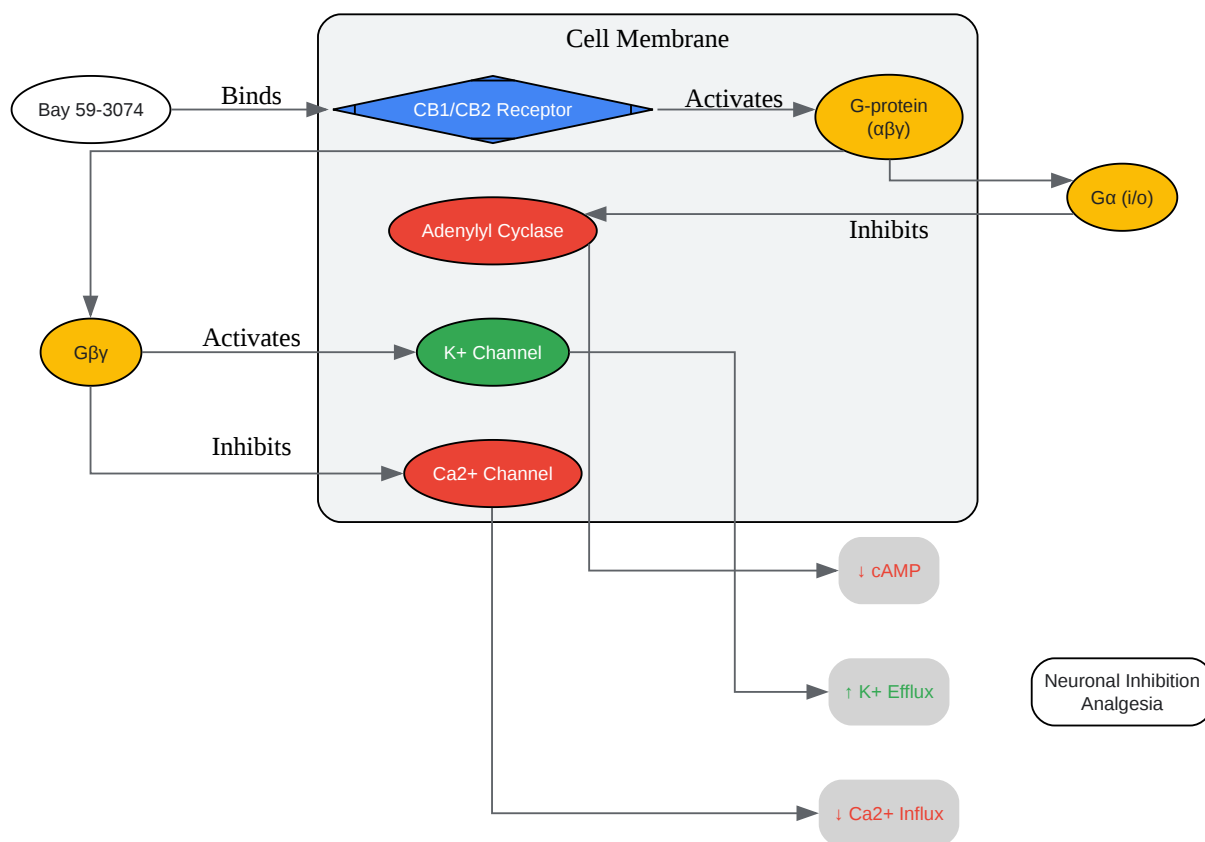 Cell Membrane
Bay 59-3074
Binds
CB1/CB2 Receptor
Activates
G-protein
(αβγ)
Gα (i/o)
Inhibits
Adenylyl Cyclase
Gβγ
Activates
K+ Channel
Inhibits
Ca2+ Channel
↓ cAMP
↑ K+ Efflux
Neuronal Inhibition
Analgesia
↓ Ca2+ Influx